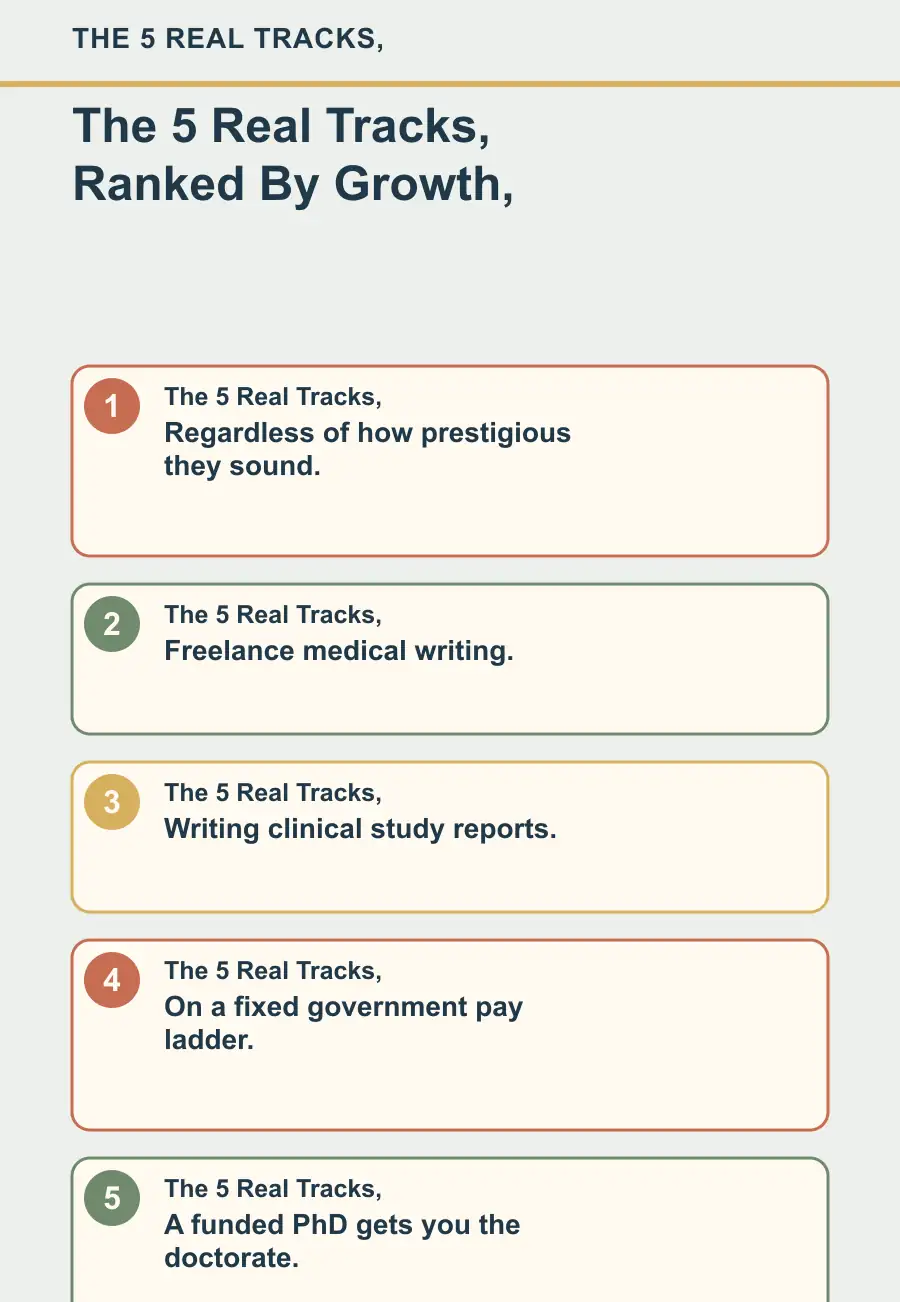 THE 5 REAL TRACKS,
The 5 Real Tracks,
Ranked By Growth,
1
The 5 Real Tracks,
Regardless of how prestigious
they sound.
2
The 5 Real Tracks,
Freelance medical writing.
3
The 5 Real Tracks,
Writing clinical study reports.
4
The 5 Real Tracks,
On a fixed government pay
ladder.
5
The 5 Real Tracks,
A funded PhD gets you the
doctorate.